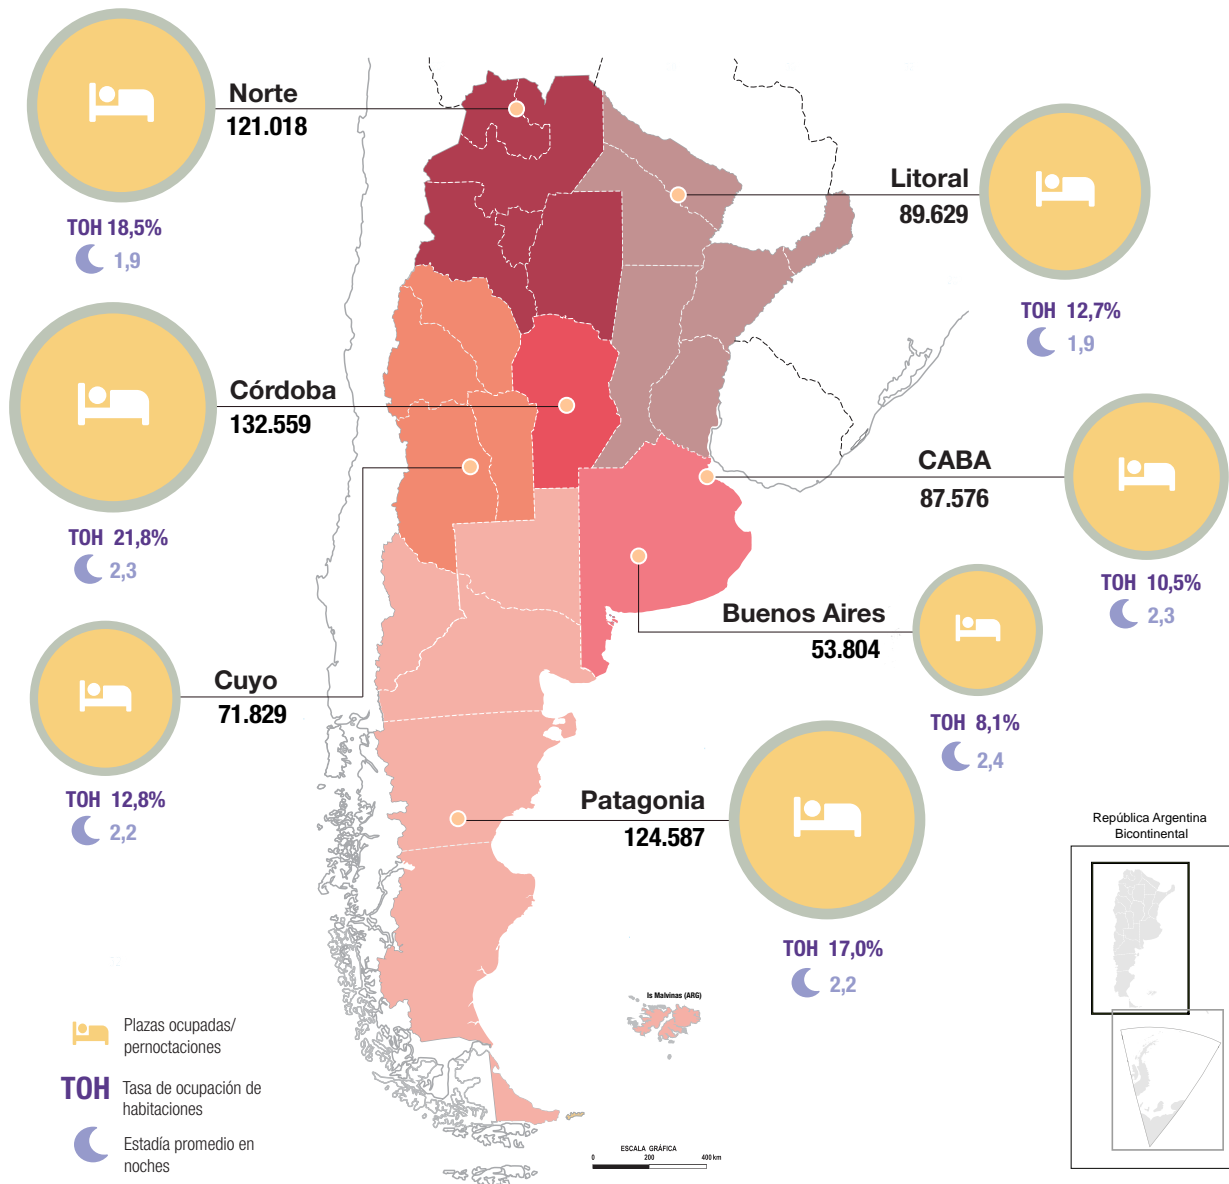 Norte
121.018
TOH 18,5%
1,9
Litoral
89.629
TOH 12,7%
1,9
Córdoba
132.559
TOH 21,8%
2,3
CABA
87.576
TOH 10,5%
2,3
Buenos Aires
53.804
TOH 8,1%
2,4
Cuyo
71.829
TOH 12,8%
2,2
Patagonia
124.587
TOH 17,0%
2,2
República Argentina
Bicontinental
Is Malvinas (ARG)
Plazas ocupadas/
pernoctaciones
TOH Tasa de ocupación de
habitaciones
Estadía promedio en
noches
ESCALA GRÁFICA
0 200 400 km